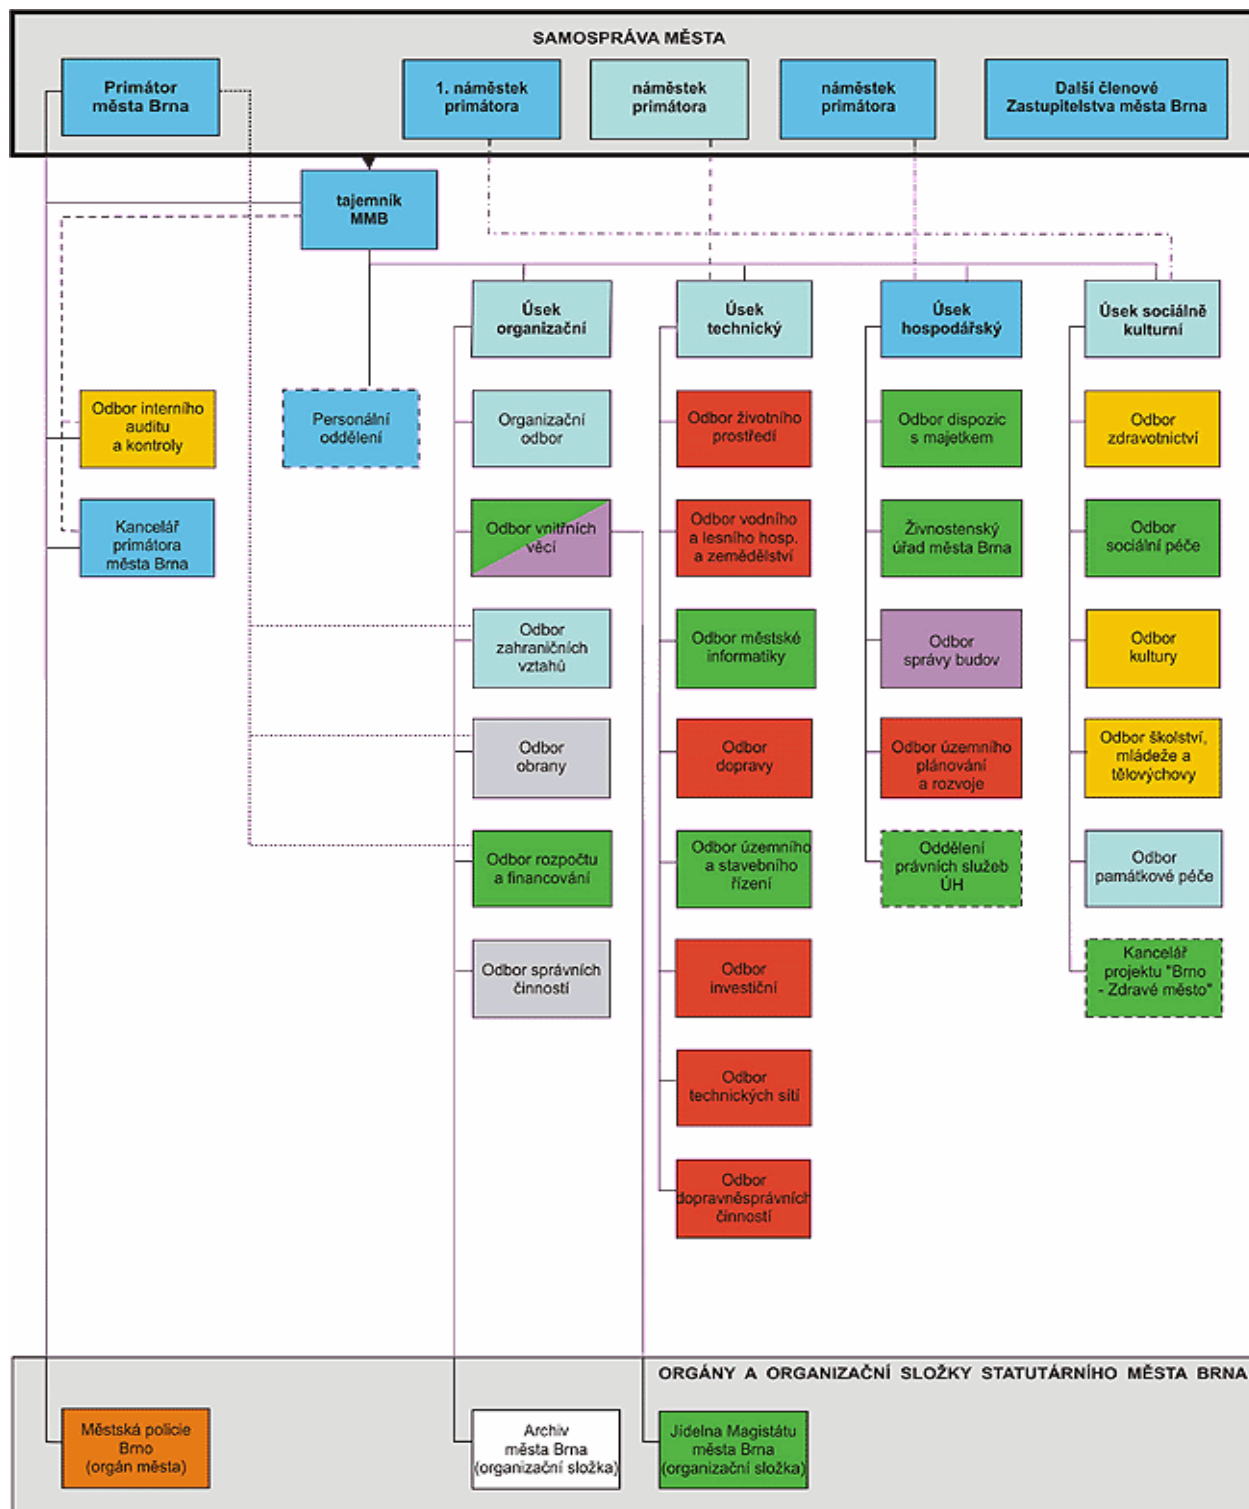 SAMOSPRÁVA MĚSTA
Primátor
města Brna
1. náměstek
primátora
náměstek
primátora
náměstek
primátora
Další členové
Zastupitelstva města Brna
tajemník
MMB
Úsek
organizační
Úsek
technický
Úsek
hospodářský
Úsek sociálně
kulturní
Odbor interního
auditu
a kontroly
Personální
oddělení
Organizační
odbor
Odbor životního
prostředí
Odbor dispozic
s majetkem
Odbor
zdravotnictví
Kancelář
primátora
města Brna
Odbor vnitřních
věcí
Odbor vodního
a lesního hosp.
a zemědělství
Živnostenský
úřad města Brna
Odbor
sociální péče
Odbor
zahraničních
vztahů
Odbor městské
informatiky
Odbor
správy budov
Odbor
kultury
Odbor
obrany
Odbor
dopravy
Odbor územního
plánování
a rozvoje
Odbor školství,
mládeže a
tělovýchovy
Odbor rozpočtu
a financování
Odbor územního
a stavebního
řízení
Oddělení
právních služeb
ÚH
Odbor
památkové péče
Odbor správních
činností
Odbor
investiční
Kancelář
projektu "Brno
- Zdravé město"
Odbor
technických sítí
Odbor
dopravněsprávních
činností
ORGÁNY A ORGANIZAČNÍ SLOŽKY STATUTÁRNÍHO MĚSTA BRNA
Městská policie
Brno
(orgán města)
Archiv
města Brna
(organizační složka)
Jídelna Magistátu
města Brna
(organizační složka)